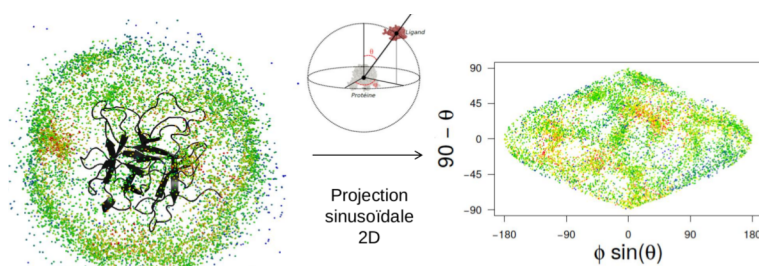 Ligand
θ
φ
Protéine
Projection
sinusoïdale
2D
90 − θ
90
45
0
-45
-90
-180
-90
0
90
180
ϕ sin(θ)